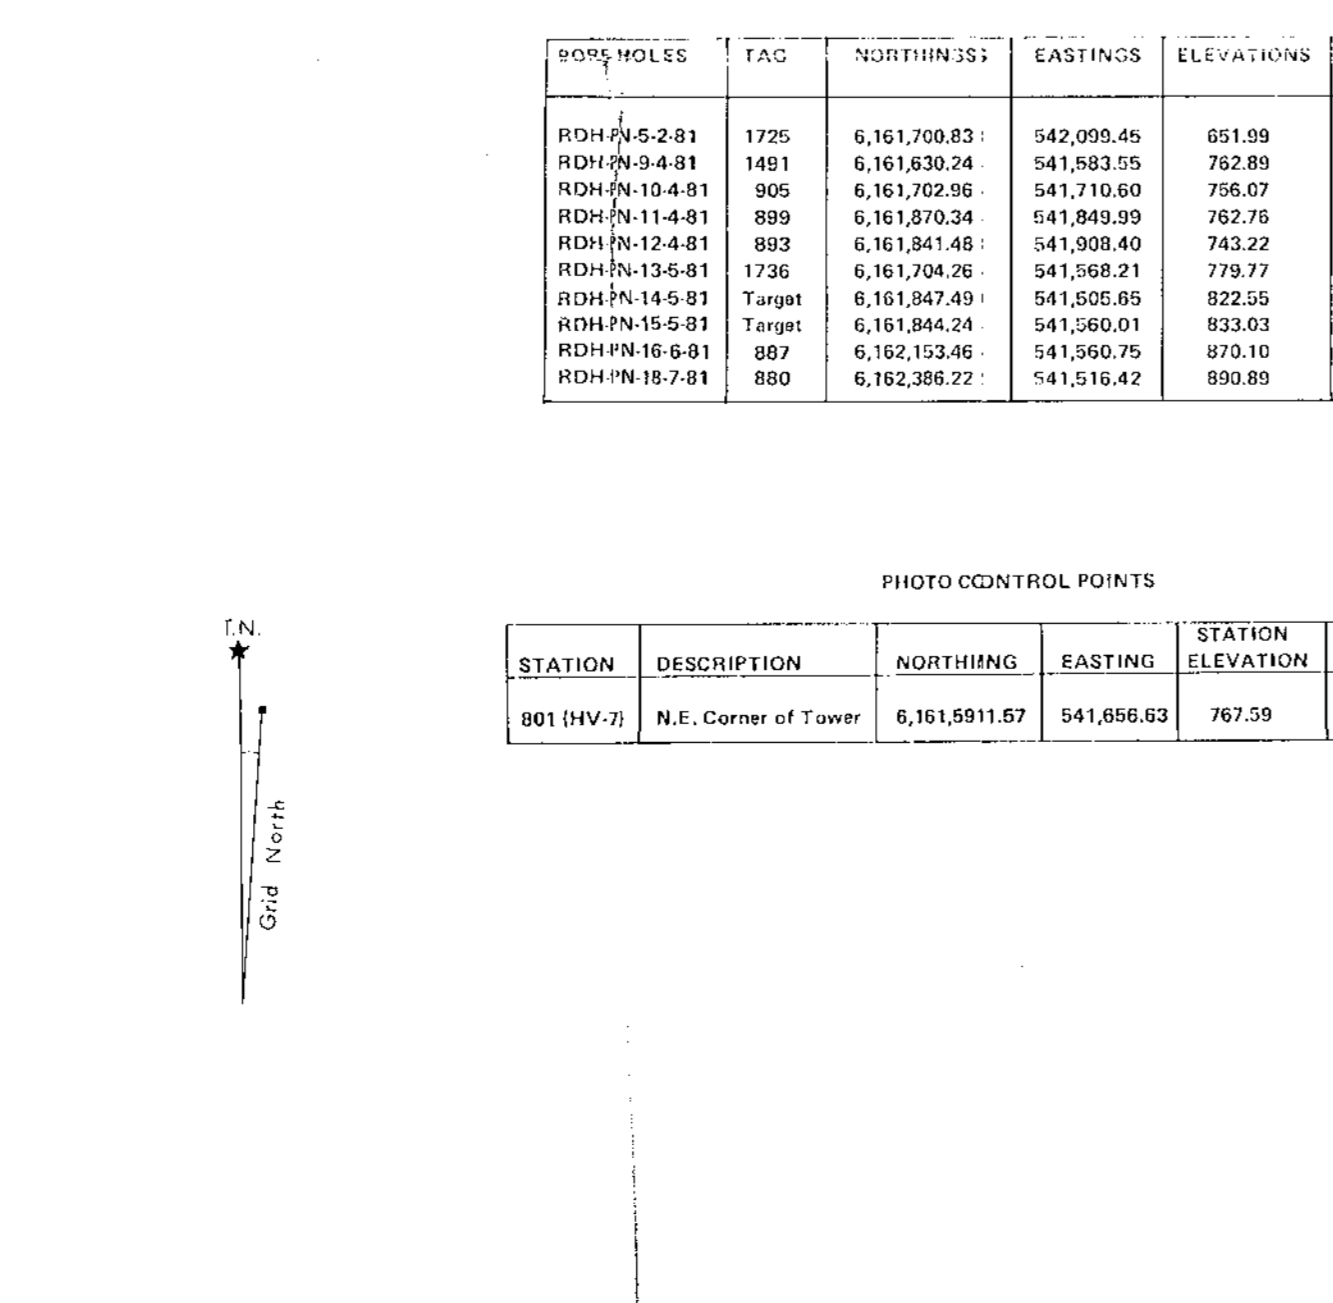 BORE HOLES TAG NORTHINGS EASTINGS ELEVATIONS
RDH-PN-5-2-81 1725 6,161,700.83 542,099.45 651.99
RDH-PN-9-4-81 1491 6,161,630.24 541,583.55 762.89
RDH-PN-10-4-81 905 6,161,702.96 541,710.60 756.07
RDH-PN-11-4-81 899 6,161,870.34 541,849.99 762.76
RDH-PN-12-4-81 893 6,161,841.48 541,908.40 743.22
RDH-PN-13-5-81 1736 6,161,704.26 541,568.21 779.77
RDH-PN-14-5-81 Target 6,161,847.49 541,505.65 822.55
RDH-PN-15-5-81 Target 6,161,844.24 541,560.01 833.03
RDH-PN-16-6-81 887 6,162,153.46 541,560.75 870.10
RDH-PN-18-7-81 880 6,162,386.22 541,516.42 890.89
PHOTO CONTROL POINTS
T.N.
STATION DESCRIPTION NORTHING EASTING STATION ELEVATION
801 (HV-7) N.E. Corner of Tower 541,656.63 767.59
Grid North